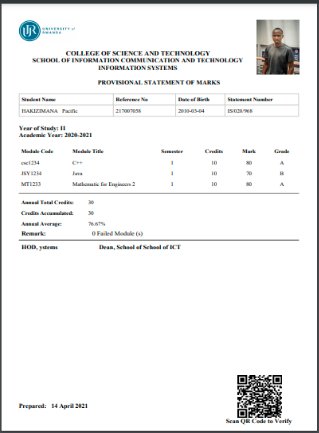 UR UNIVERSITY of RWANDA
COLLEGE OF SCIENCE AND TECHNOLOGY
SCHOOL OF INFORMATION COMMUNICATION AND TECHNOLOGY
INFORMATION SYSTEMS
PROVISIONAL STATEMENT OF MARKS
Student Name Reference No Date of Birth Statement Number
HAKIZIMANA Pacific 217007058 2010-03-04 IS/020/968
Year of Study: II
Academic Year: 2020-2021
Module Code Module Title Semester Credits Mark Grade
csc1234 C++ 1 10 80 A
JSY1234 Java 1 10 70 B
MT1233 Mathematic for Engineers 2 1 10 80 A
Annual Total Credits: 30
Credits Accumulated: 30
Annual Average: 76.67%
Remark: 0 Failed Module (s)
HOD, ystems Dean, School of School of ICT
Prepared: 14 April 2021
Scan QR Code to Verify